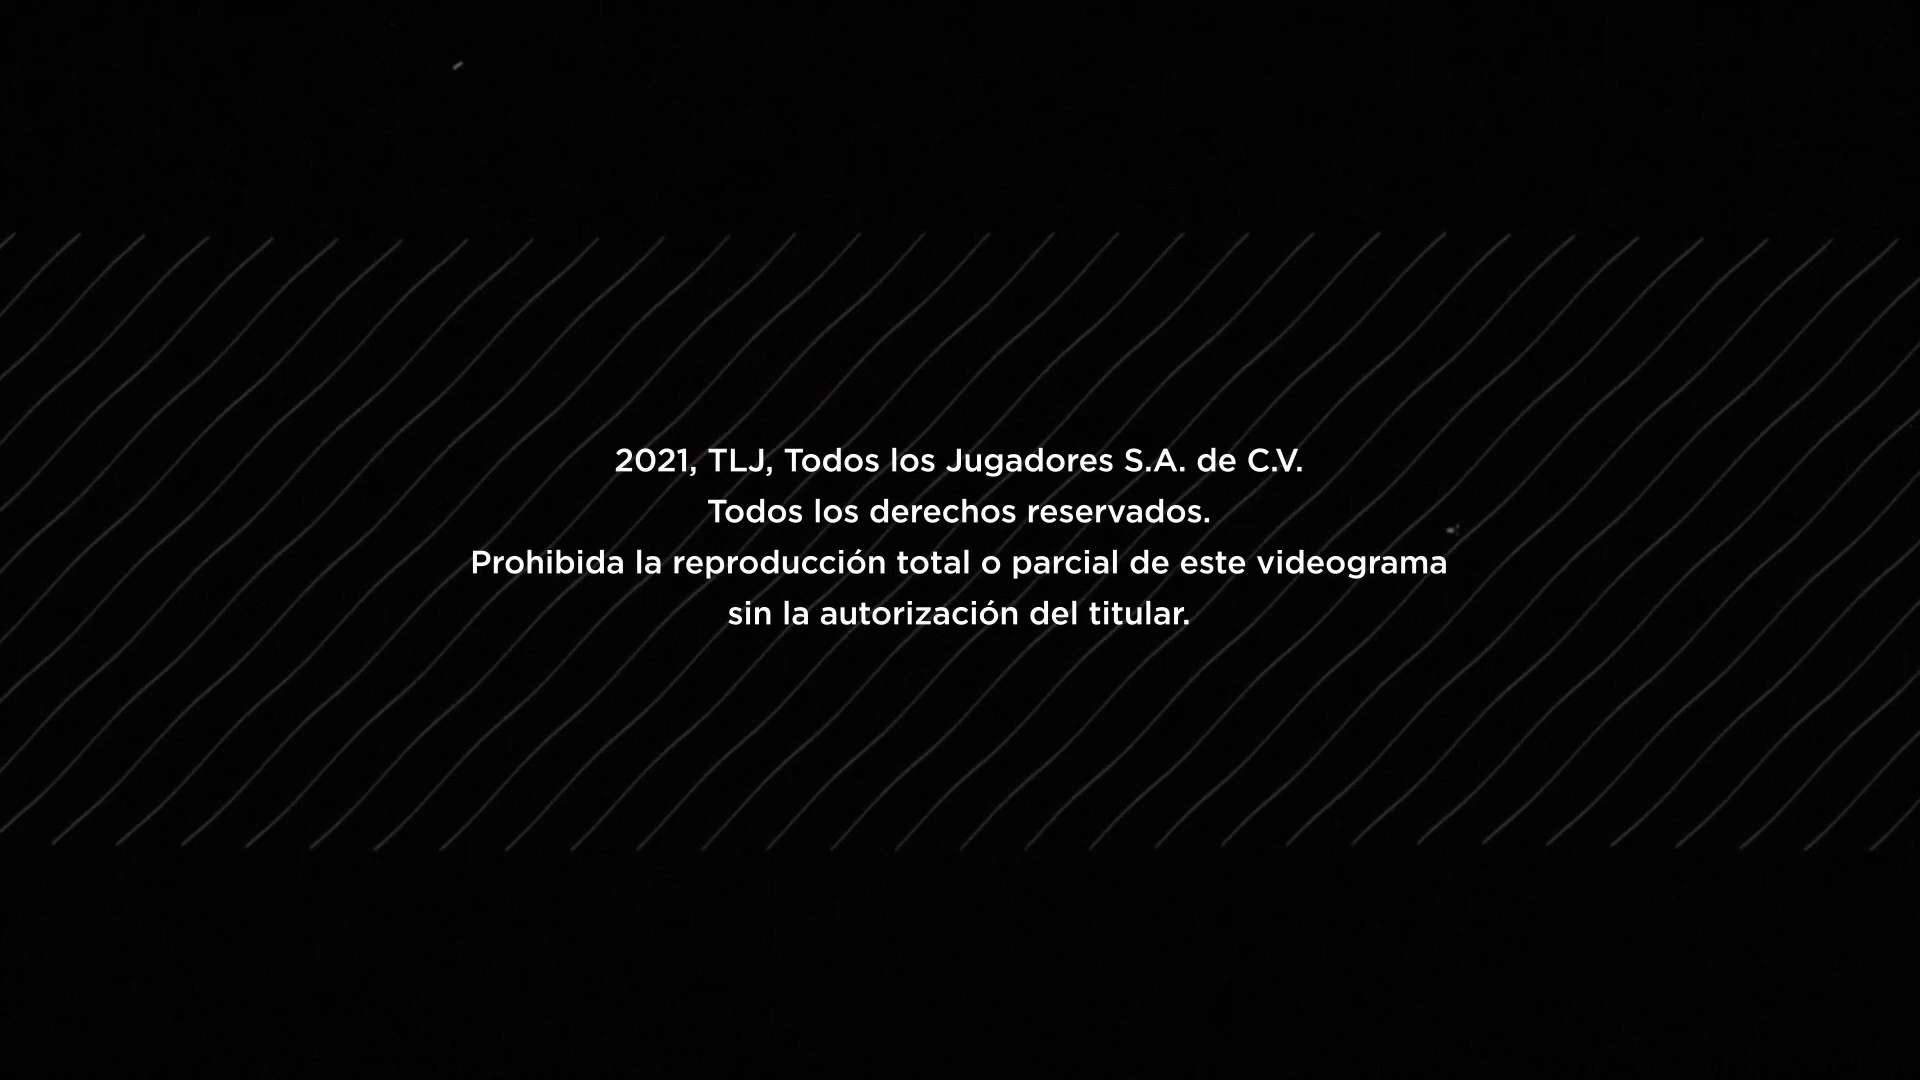 2021, TLJ, Todos los Jugadores S.A. de C.V.
Todos los derechos reservados.
Prohibida la reproducción total o parcial de este videograma
sin la autorización del titular.